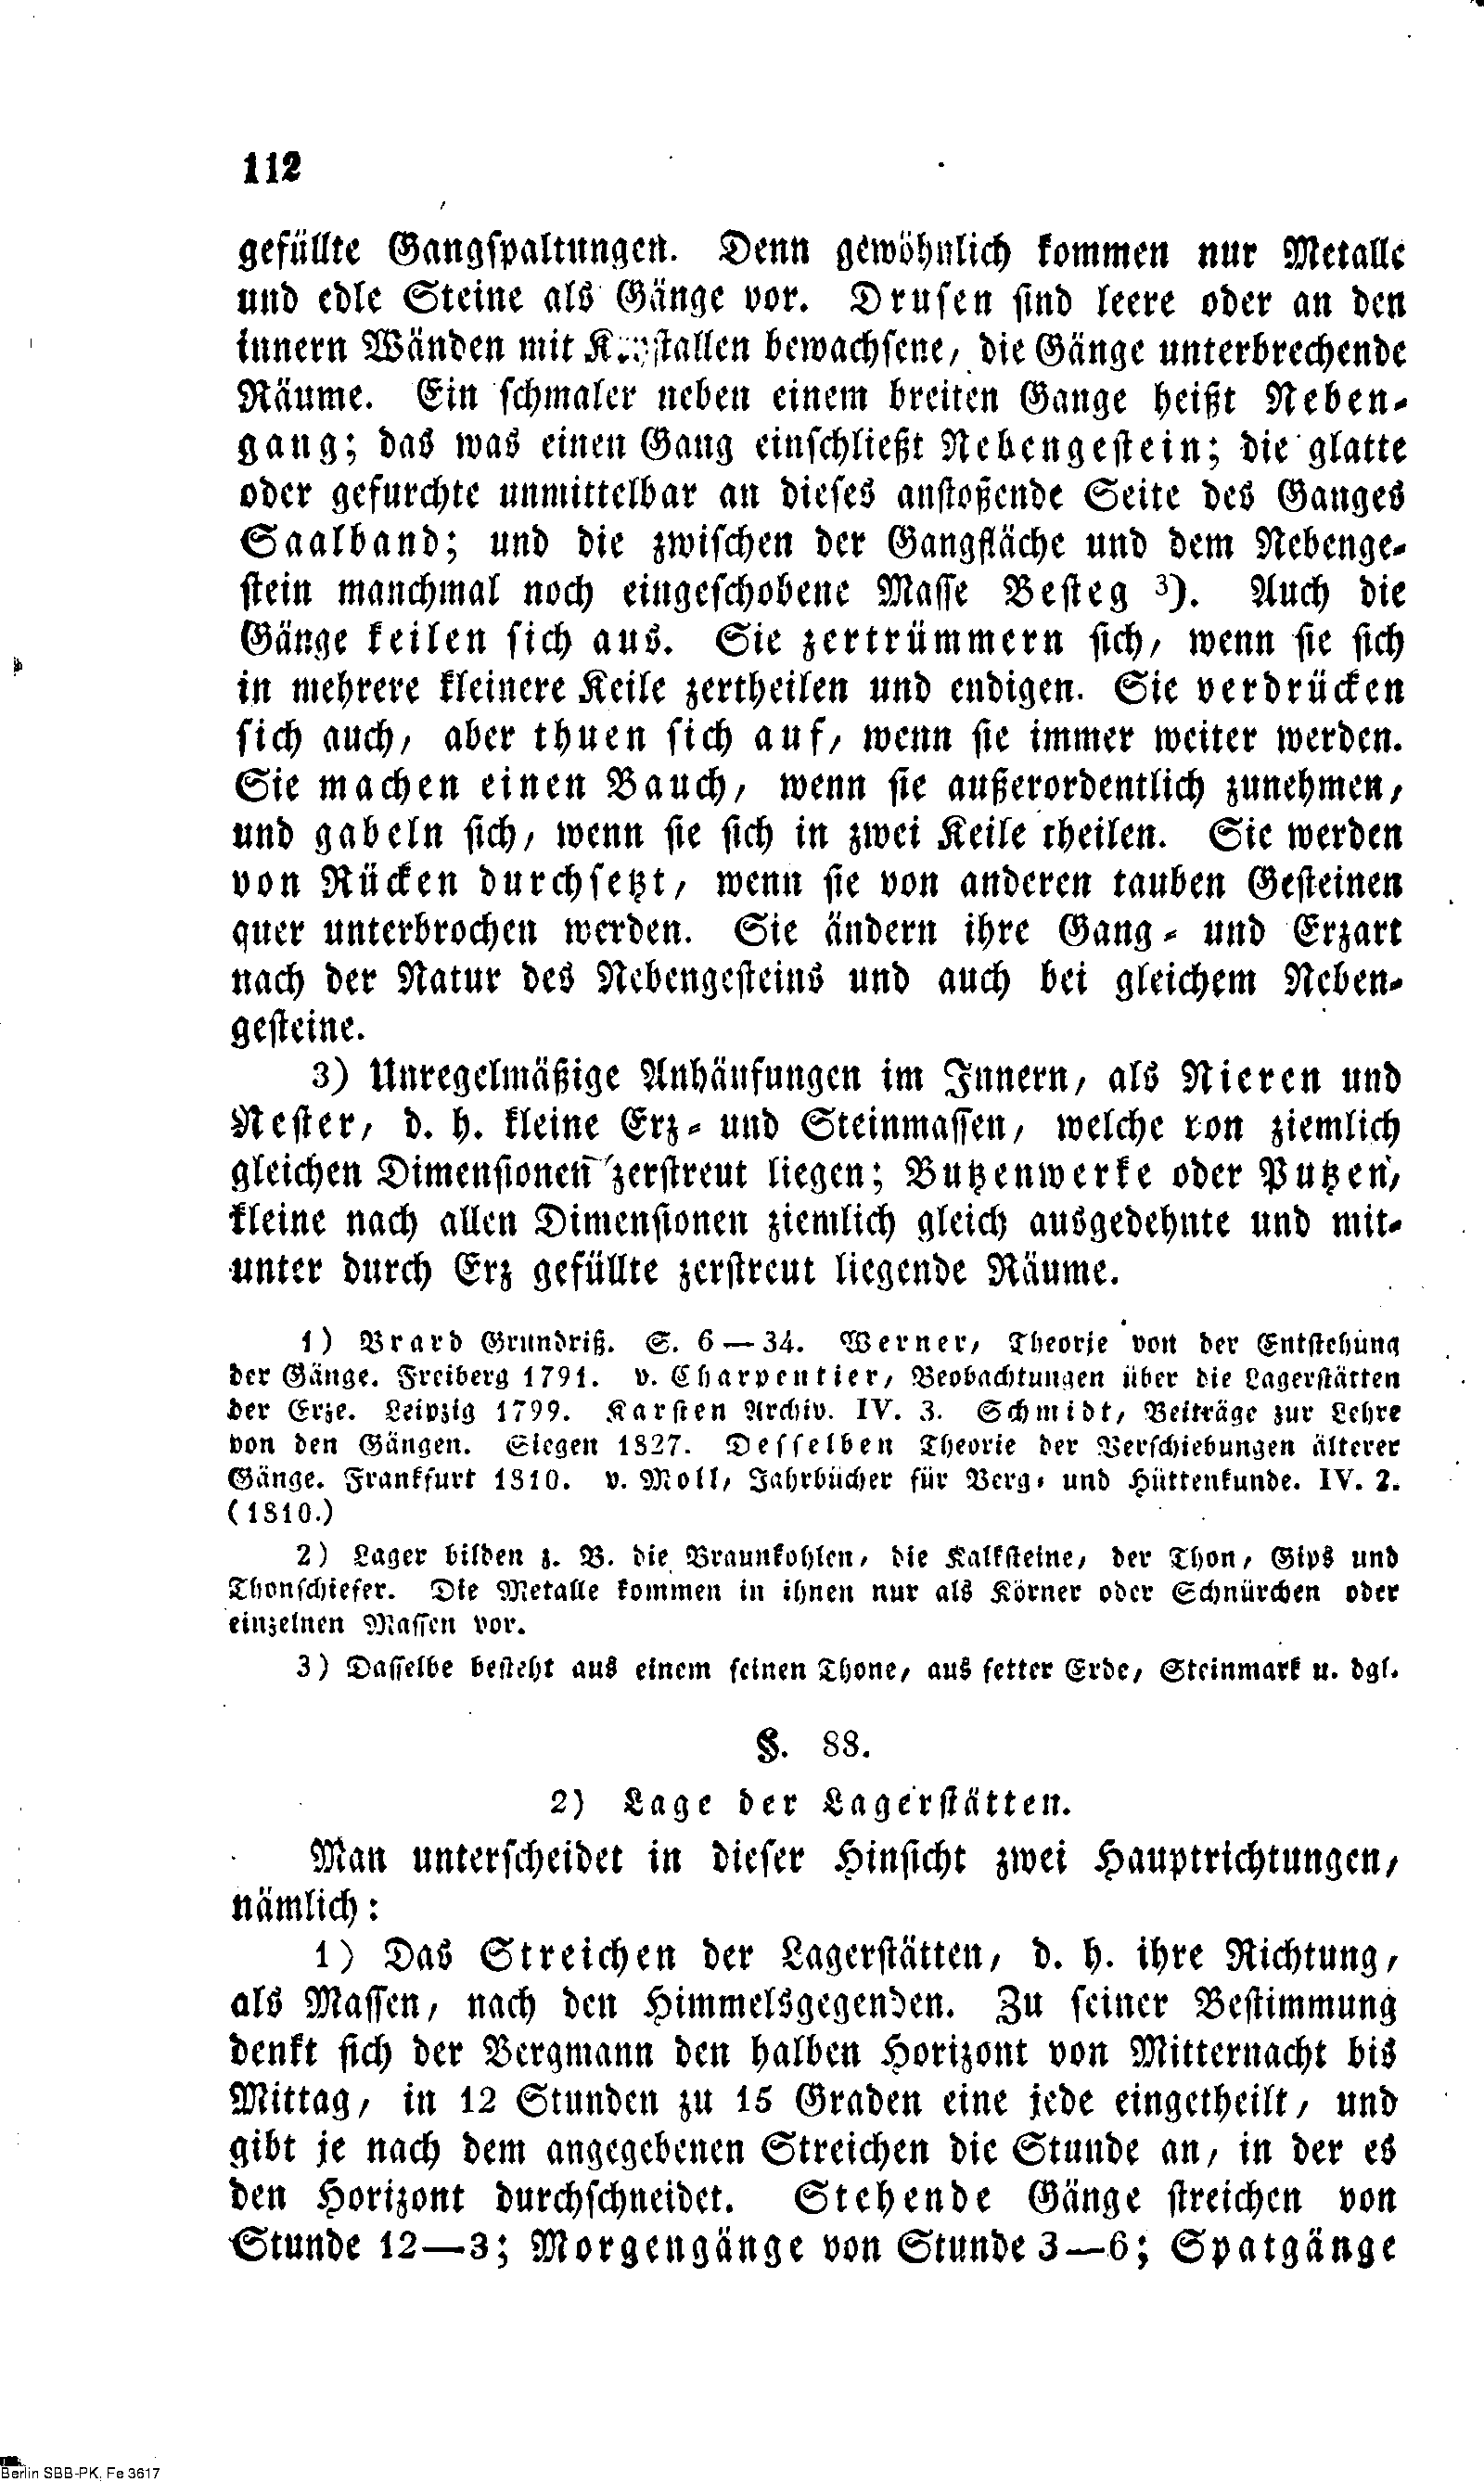 112
gefüllte Gangspaltungen. Denn gewöhnlich kommen nur Metalle
und edle Steine als Gänge vor. Drusen sind leere oder an den
innern Wänden mit Krystallen bewachsene, die Gänge unterbrechende
Räume. Ein schmaler neben einem breiten Gange heißt Neben-
gang; das was einen Gang einschließt Nebengestein; die glatte
oder gefurchte unmittelbar an dieses anstoßende Seite des Ganges
Saalband; und die zwischen der Gangfläche und dem Nebenge-
stein manchmal noch eingeschobene Masse Besteg 3). Auch die
Gänge keilen sich aus. Sie zertrümmern sich, wenn sie sich
in mehrere kleinere Keile zertheilen und endigen. Sie verdrücken
sich auch, aber thuen sich auf, wenn sie immer weiter werden.
Sie machen einen Bauch, wenn sie außerordentlich zunehmen,
und gabeln sich, wenn sie sich in zwei Keile theilen. Sie werden
von Rücken durchsetzt, wenn sie von anderen tauben Gesteinen
quer unterbrochen werden. Sie ändern ihre Gang- und Erzart
nach der Natur des Nebengesteins und auch bei gleichem Neben-
gesteine.
3) Unregelmäßige Anhäufungen im Innern, als Nieren und
Nester, d. h. kleine Erz- und Steinmassen, welche von ziemlich
gleichen Dimensionen zerstreut liegen; Butzenwerke oder Putzen,
kleine nach allen Dimensionen ziemlich gleich ausgedehnte und mit-
unter durch Erz gefüllte zerstreut liegende Räume.
1) Brard Grundriß. S. 6—34. Werner, Theorie von der Entstehung
der Gänge. Freiberg 1791. v. Charpentier, Beobachtungen über die Lagerstätten
der Erze. Leipzig 1799. Karsten Archiv. IV. 3. Schmidt, Beiträge zur Lehre
von den Gängen. Siegen 1827. Desselben Theorie der Verschiebungen älterer
Gänge. Frankfurt 1810. v. Moll, Jahrbücher für Berg- und Hüttenkunde. IV. 2.
(1810.)
2) Lager bilden z. B. die Braunkohlen, die Kalksteine, der Thon, Gips und
Thonschiefer. Die Metalle kommen in ihnen nur als Körner oder Schnürchen oder
einzelnen Massen vor.
3) Dasselbe besteht aus einem feinen Thone, aus fetter Erde, Steinmark u. dgl.
§. 88.
2) Lage der Lagerstätten.
Man unterscheidet in dieser Hinsicht zwei Hauptrichtungen,
nämlich:
1) Das Streichen der Lagerstätten, d. h. ihre Richtung,
als Massen, nach den Himmelsgegenden. Zu seiner Bestimmung
denkt sich der Bergmann den halben Horizont von Mitternacht bis
Mittag, in 12 Stunden zu 15 Graden eine jede eingetheilt, und
gibt je nach dem angegebenen Streichen die Stunde an, in der es
den Horizont durchschneidet. Stehende Gänge streichen von
Stunde 12—3; Morgengänge von Stunde 3—6; Spatgänge
Berlin SBB-PK, Fe 3617